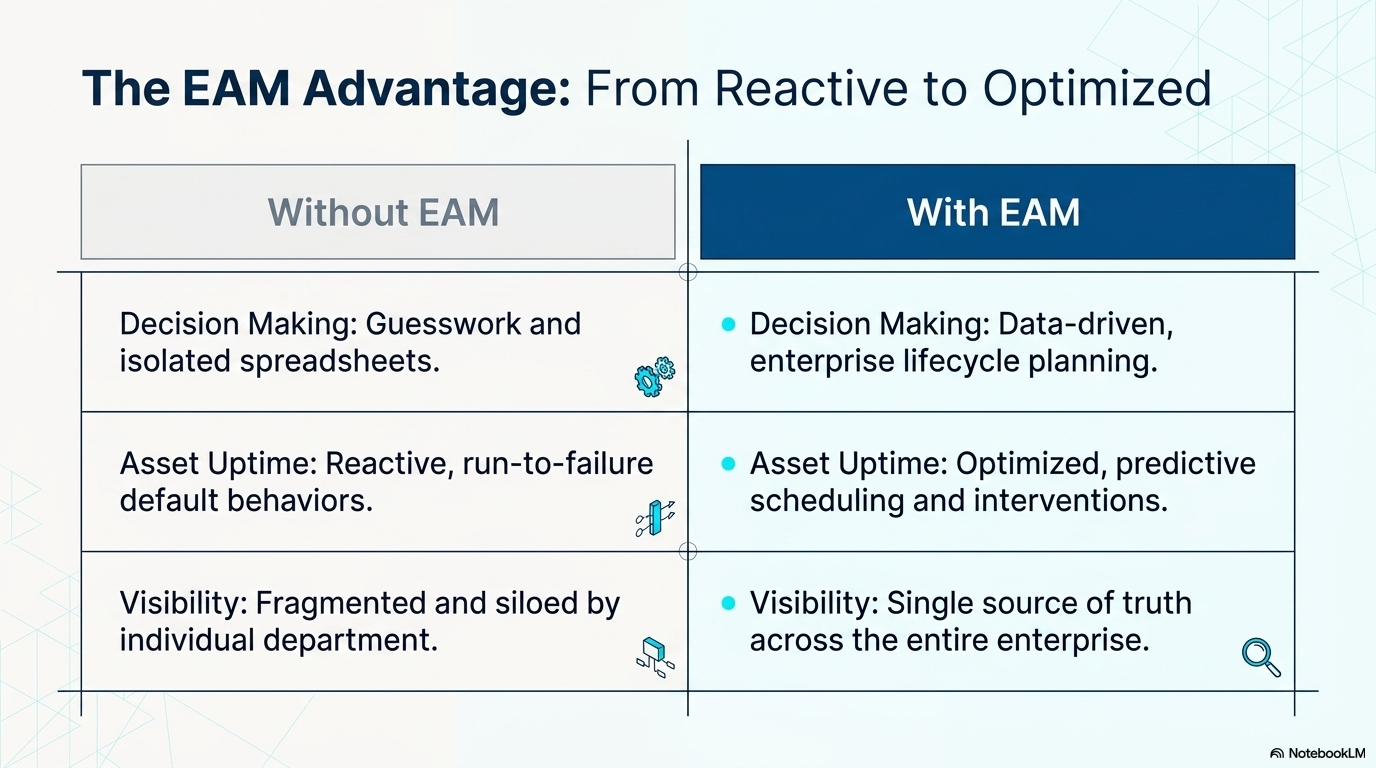 The EAM Advantage: From Reactive to Optimized
Without EAM
With EAM
Decision Making: Guesswork and
isolated spreadsheets.
Decision Making: Data-driven,
enterprise lifecycle planning.
Asset Uptime: Reactive, run-to-failure
default behaviors.
Asset Uptime: Optimized, predictive
scheduling and interventions.
Visibility: Fragmented and siloed by
individual department.
Visibility: Single source of truth
across the entire enterprise.
NotebookLM